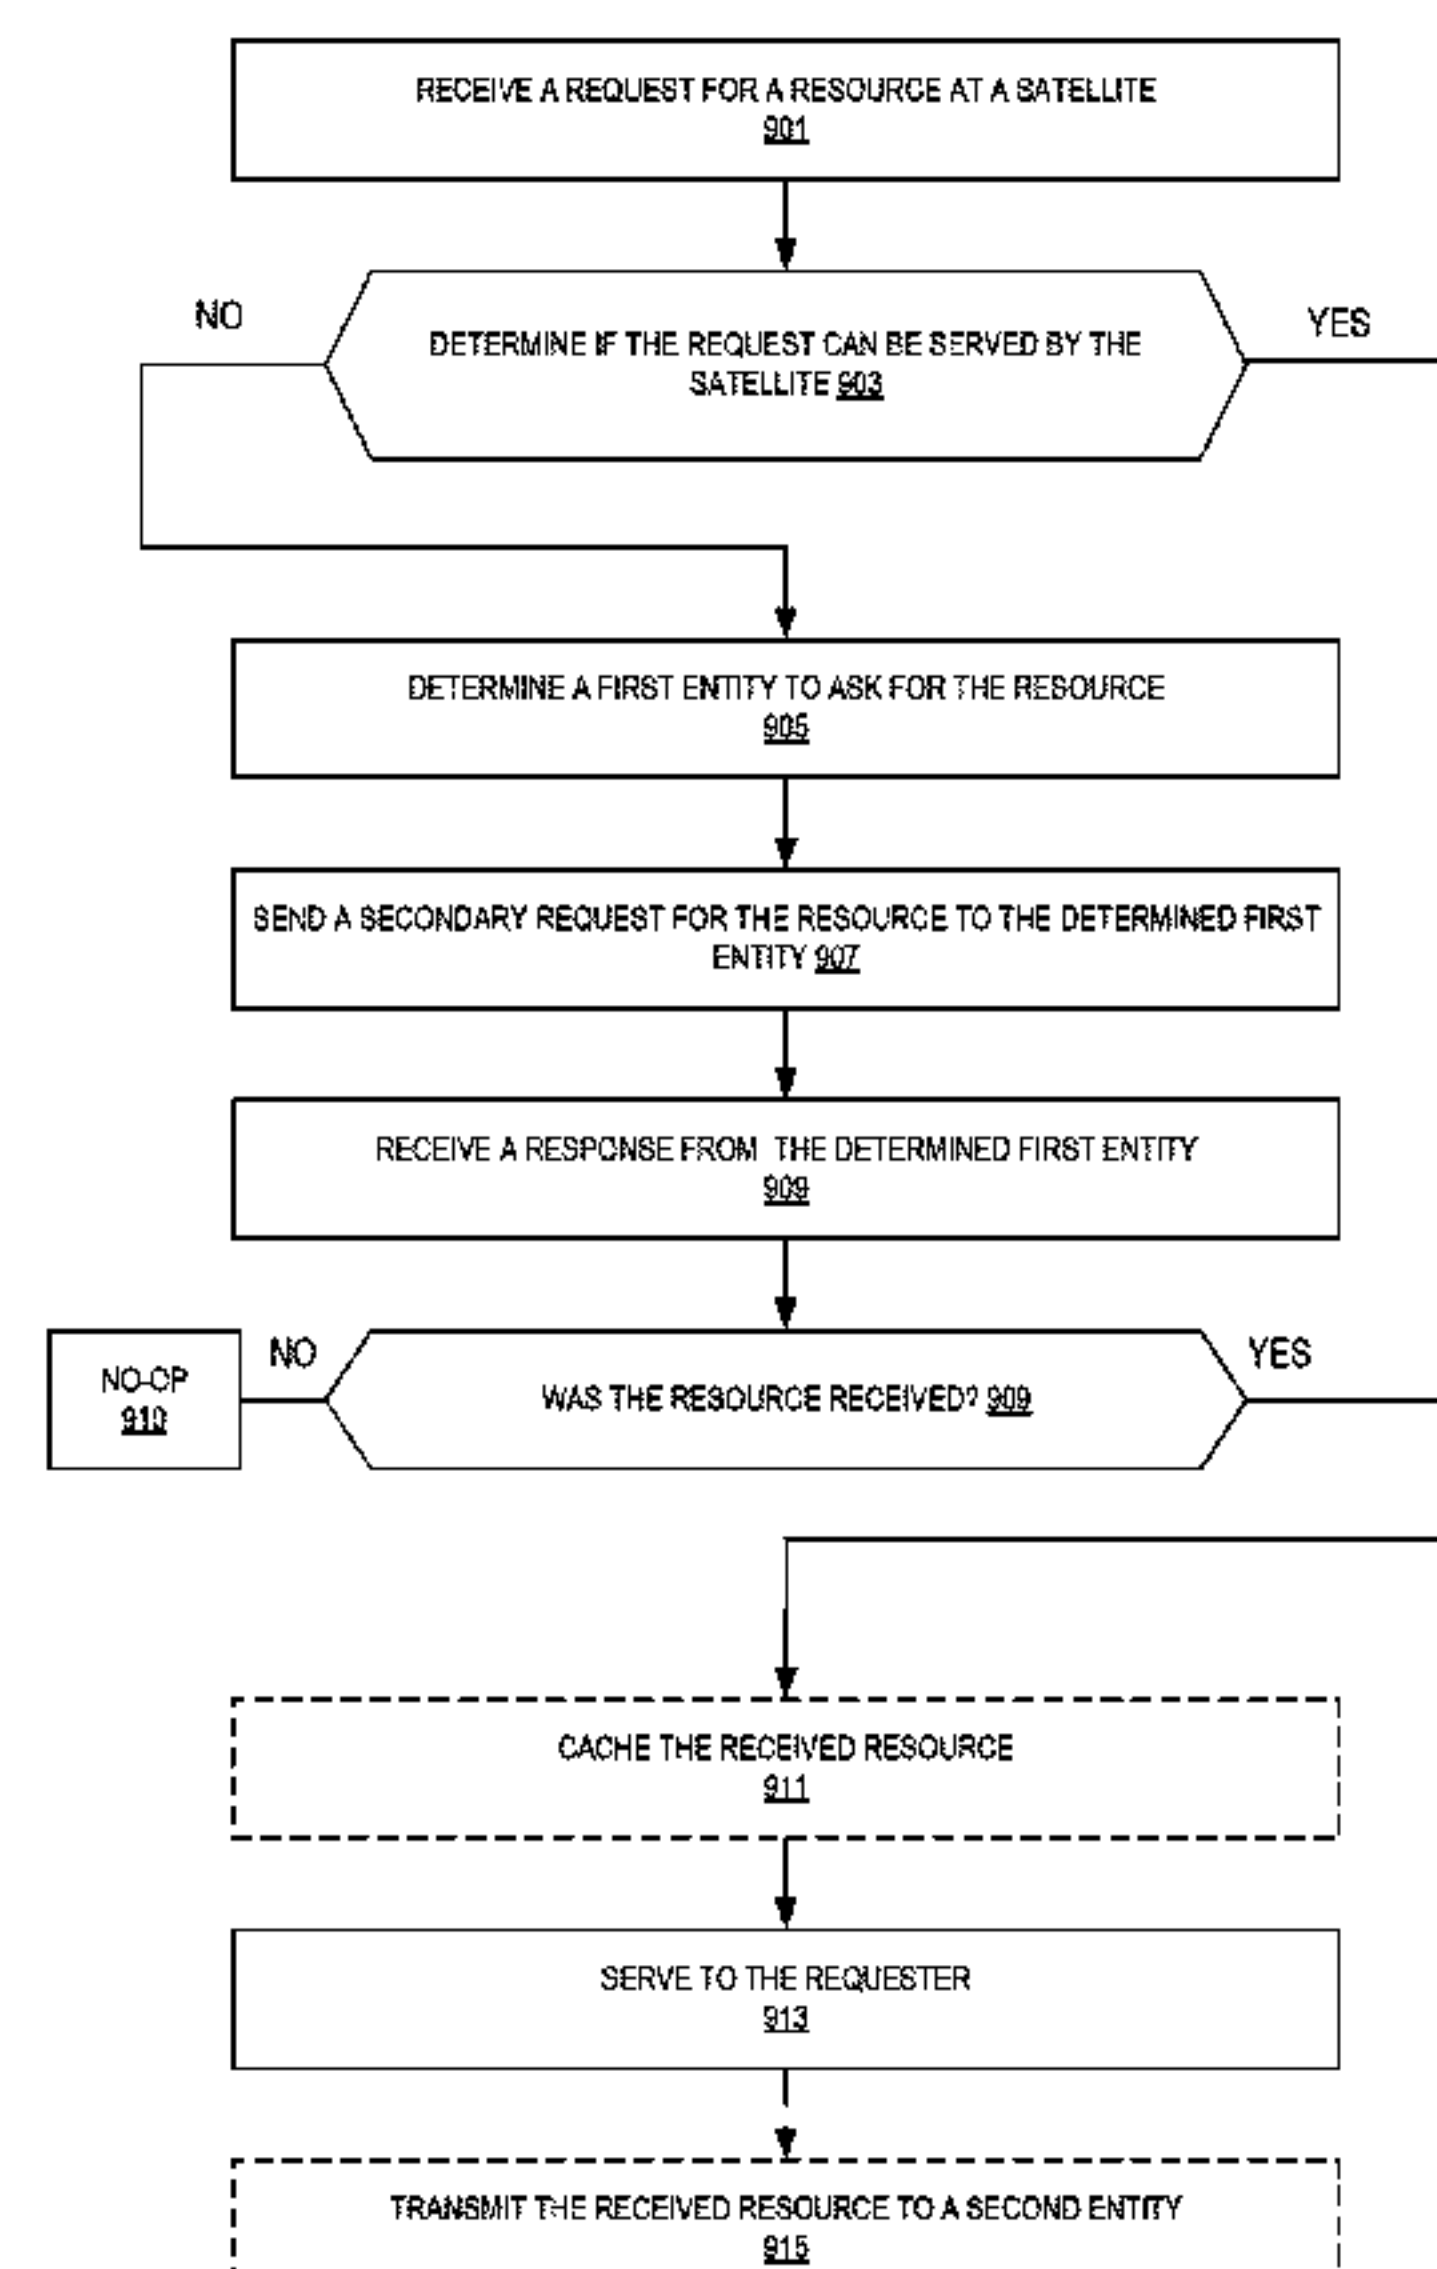 RECEIVE A REQUEST FOR A RESOURCE AT A SATELLITE
901
NO
YES
DETERMINE IF THE REQUEST CAN BE SERVED BY THE
SATELLITE 903
DETERMINE A FIRST ENTITY TO ASK FOR THE RESOURCE
905
SEND A SECONDARY REQUEST FOR THE RESOURCE TO THE DETERMINED FIRST
ENTITY 907
RECEIVE A RESPONSE FROM THE DETERMINED FIRST ENTITY
909
NO-OP
910
NO
WAS THE RESOURCE RECEIVED? 909
YES
CACHE THE RECEIVED RESOURCE
911
SERVE TO THE REQUESTER
913
TRANSMIT THE RECEIVED RESOURCE TO A SECOND ENTITY
915